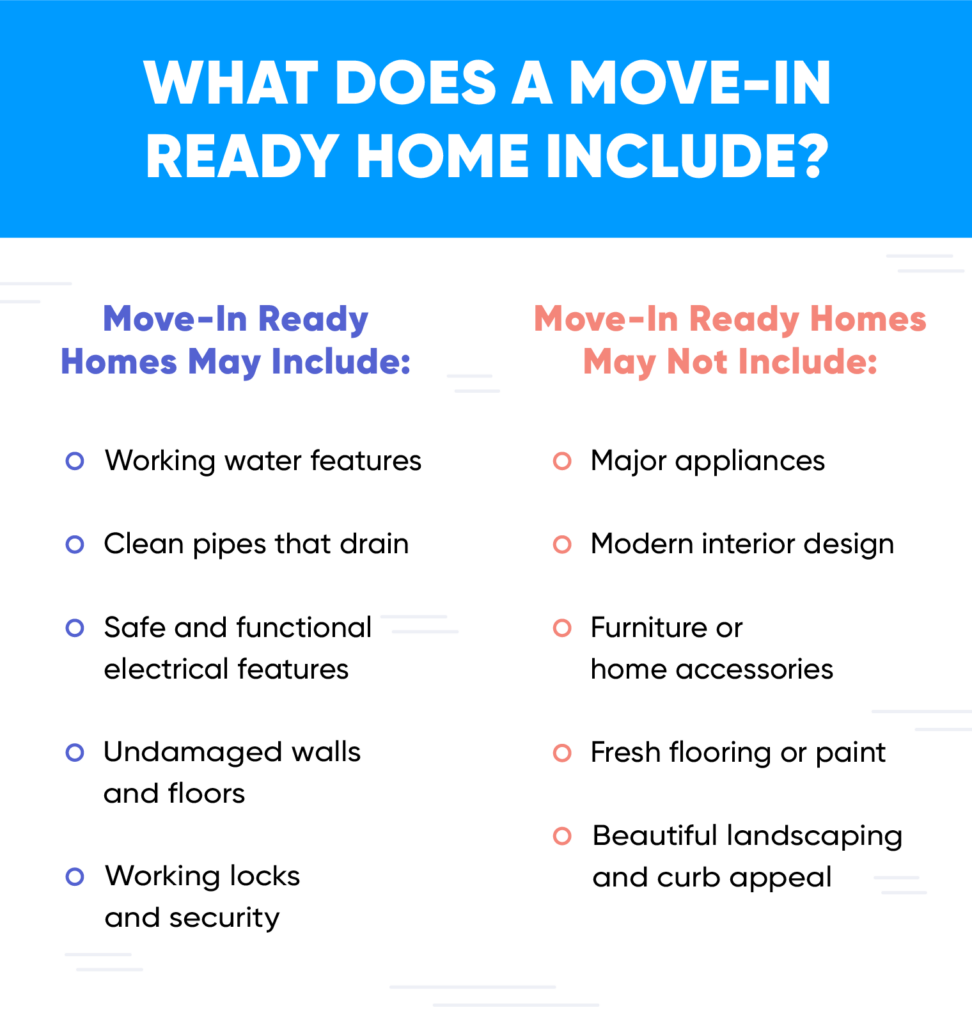 WHAT DOES A MOVE-IN
READY HOME INCLUDE?
Move-In Ready
Homes May Include:
Working water features
Clean pipes that drain
Safe and functional
electrical features
Undamaged walls
and floors
Working locks
and security
Move-In Ready Homes
May Not Include:
Major appliances
Modern interior design
Furniture or
home accessories
Fresh flooring or paint
Beautiful landscaping
and curb appeal